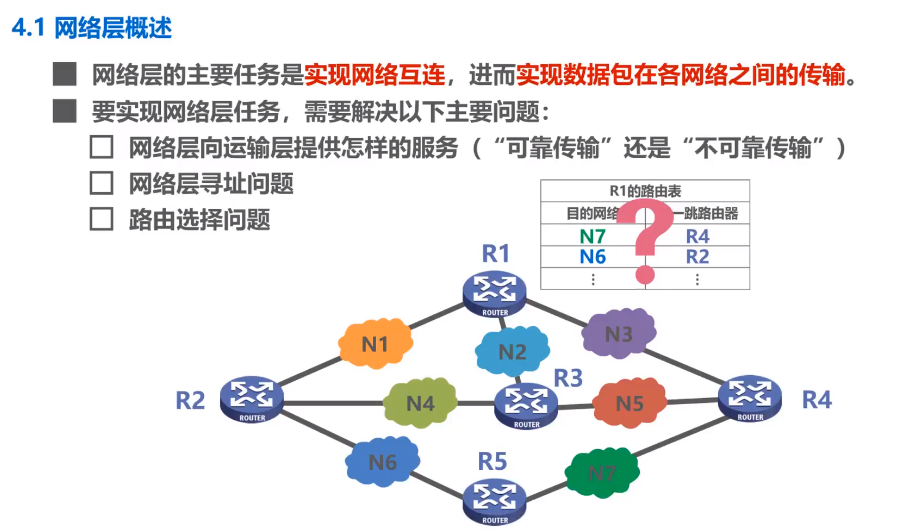 4.1 网络层概述
网络层的主要任务是实现网络互连，进而实现数据包在各网络之间的传输。
要实现网络层任务，需要解决以下主要问题：
网络层向运输层提供怎样的服务（“可靠传输”还是“不可靠传输”）
网络层寻址问题
路由选择问题
R1的路由表
目的网络 一跳路由器
?
N7 R4
N6 R2
⋮ ⋮
R1
ROUTER
N1
N2
N3
R2
ROUTER
N4
R3
ROUTER
N5
R4
ROUTER
N6
R5
ROUTER
N7